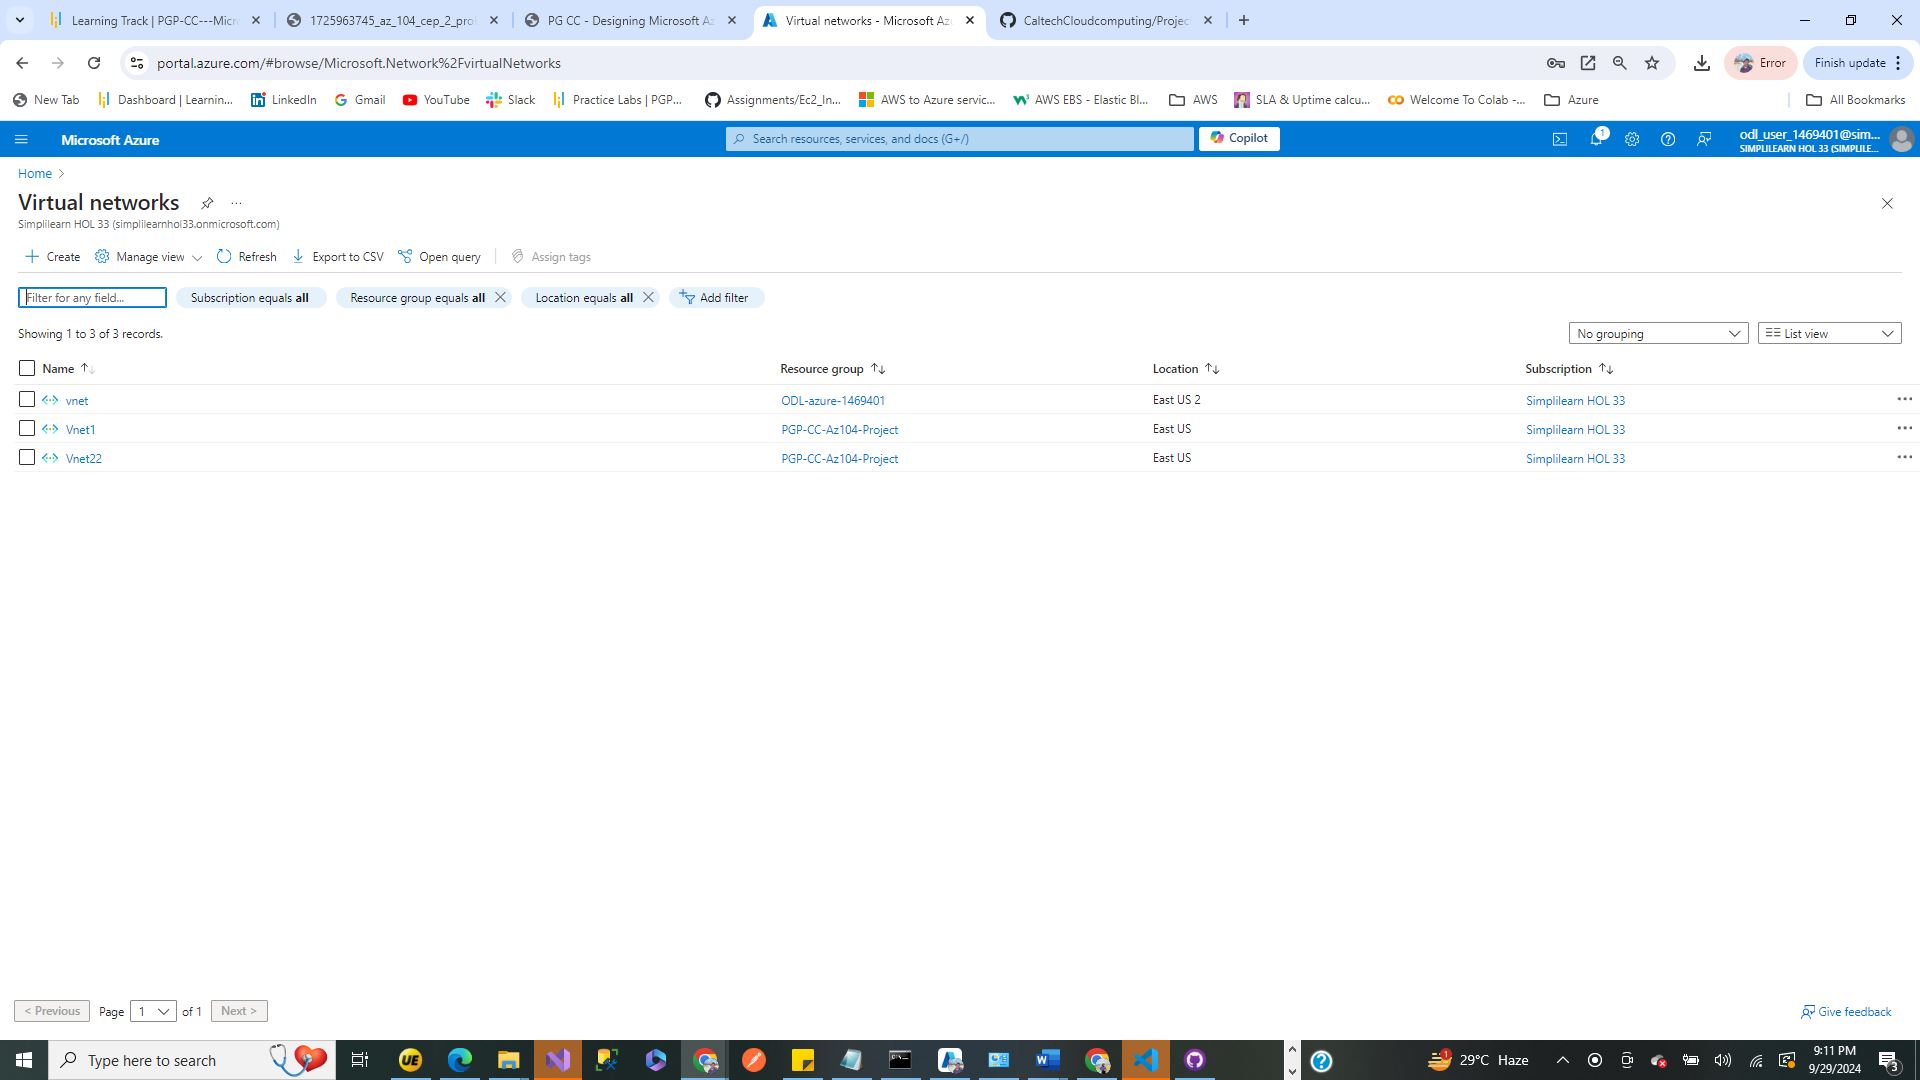 Learning Track | PGP-CC---Micr
1725963745_az_104_cep_2_prol
PG CC - Designing Microsoft Az
Virtual networks - Microsoft Azu
CaltechCloudcomputing/Project
portal.azure.com/#browse/Microsoft.Network%2FvirtualNetworks
Error
Finish update
New Tab
Dashboard | Learnin...
LinkedIn
Gmail
YouTube
Slack
Practice Labs | PGP...
Assignments/Ec2_In...
AWS to Azure servic...
AWS EBS - Elastic Bl...
AWS
SLA & Uptime calcu...
Welcome To Colab -...
Azure
All Bookmarks
Microsoft Azure
Search resources, services, and docs (G+/)
Copilot
1
odl_user_1469401@sim...
SIMPLILEARN HOL 33 (SIMPLILE...
Home
Virtual networks
Simplilearn HOL 33 (simplilearnhol33.onmicrosoft.com)
Create
Manage view
Refresh
Export to CSV
Open query
Assign tags
Filter for any field...
Subscription equals all
Resource group equals all
Location equals all
Add filter
Showing 1 to 3 of 3 records.
No grouping
List view
Name
Resource group
Location
Subscription
vnet
ODL-azure-1469401
East US 2
Simplilearn HOL 33
Vnet1
PGP-CC-Az104-Project
East US
Simplilearn HOL 33
Vnet22
PGP-CC-Az104-Project
East US
Simplilearn HOL 33
< Previous
Page
1
of 1
Next >
Give feedback
Type here to search
UE
29°C Haze
9:11 PM
9/29/2024
3